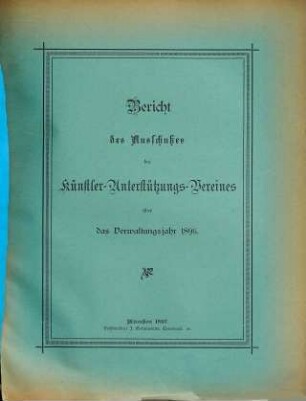 Bericht
des Ausschußes
des
Künstler-Unterstützungs-Vereines
über
das Verwaltungsjahr 1896.
München 1897.